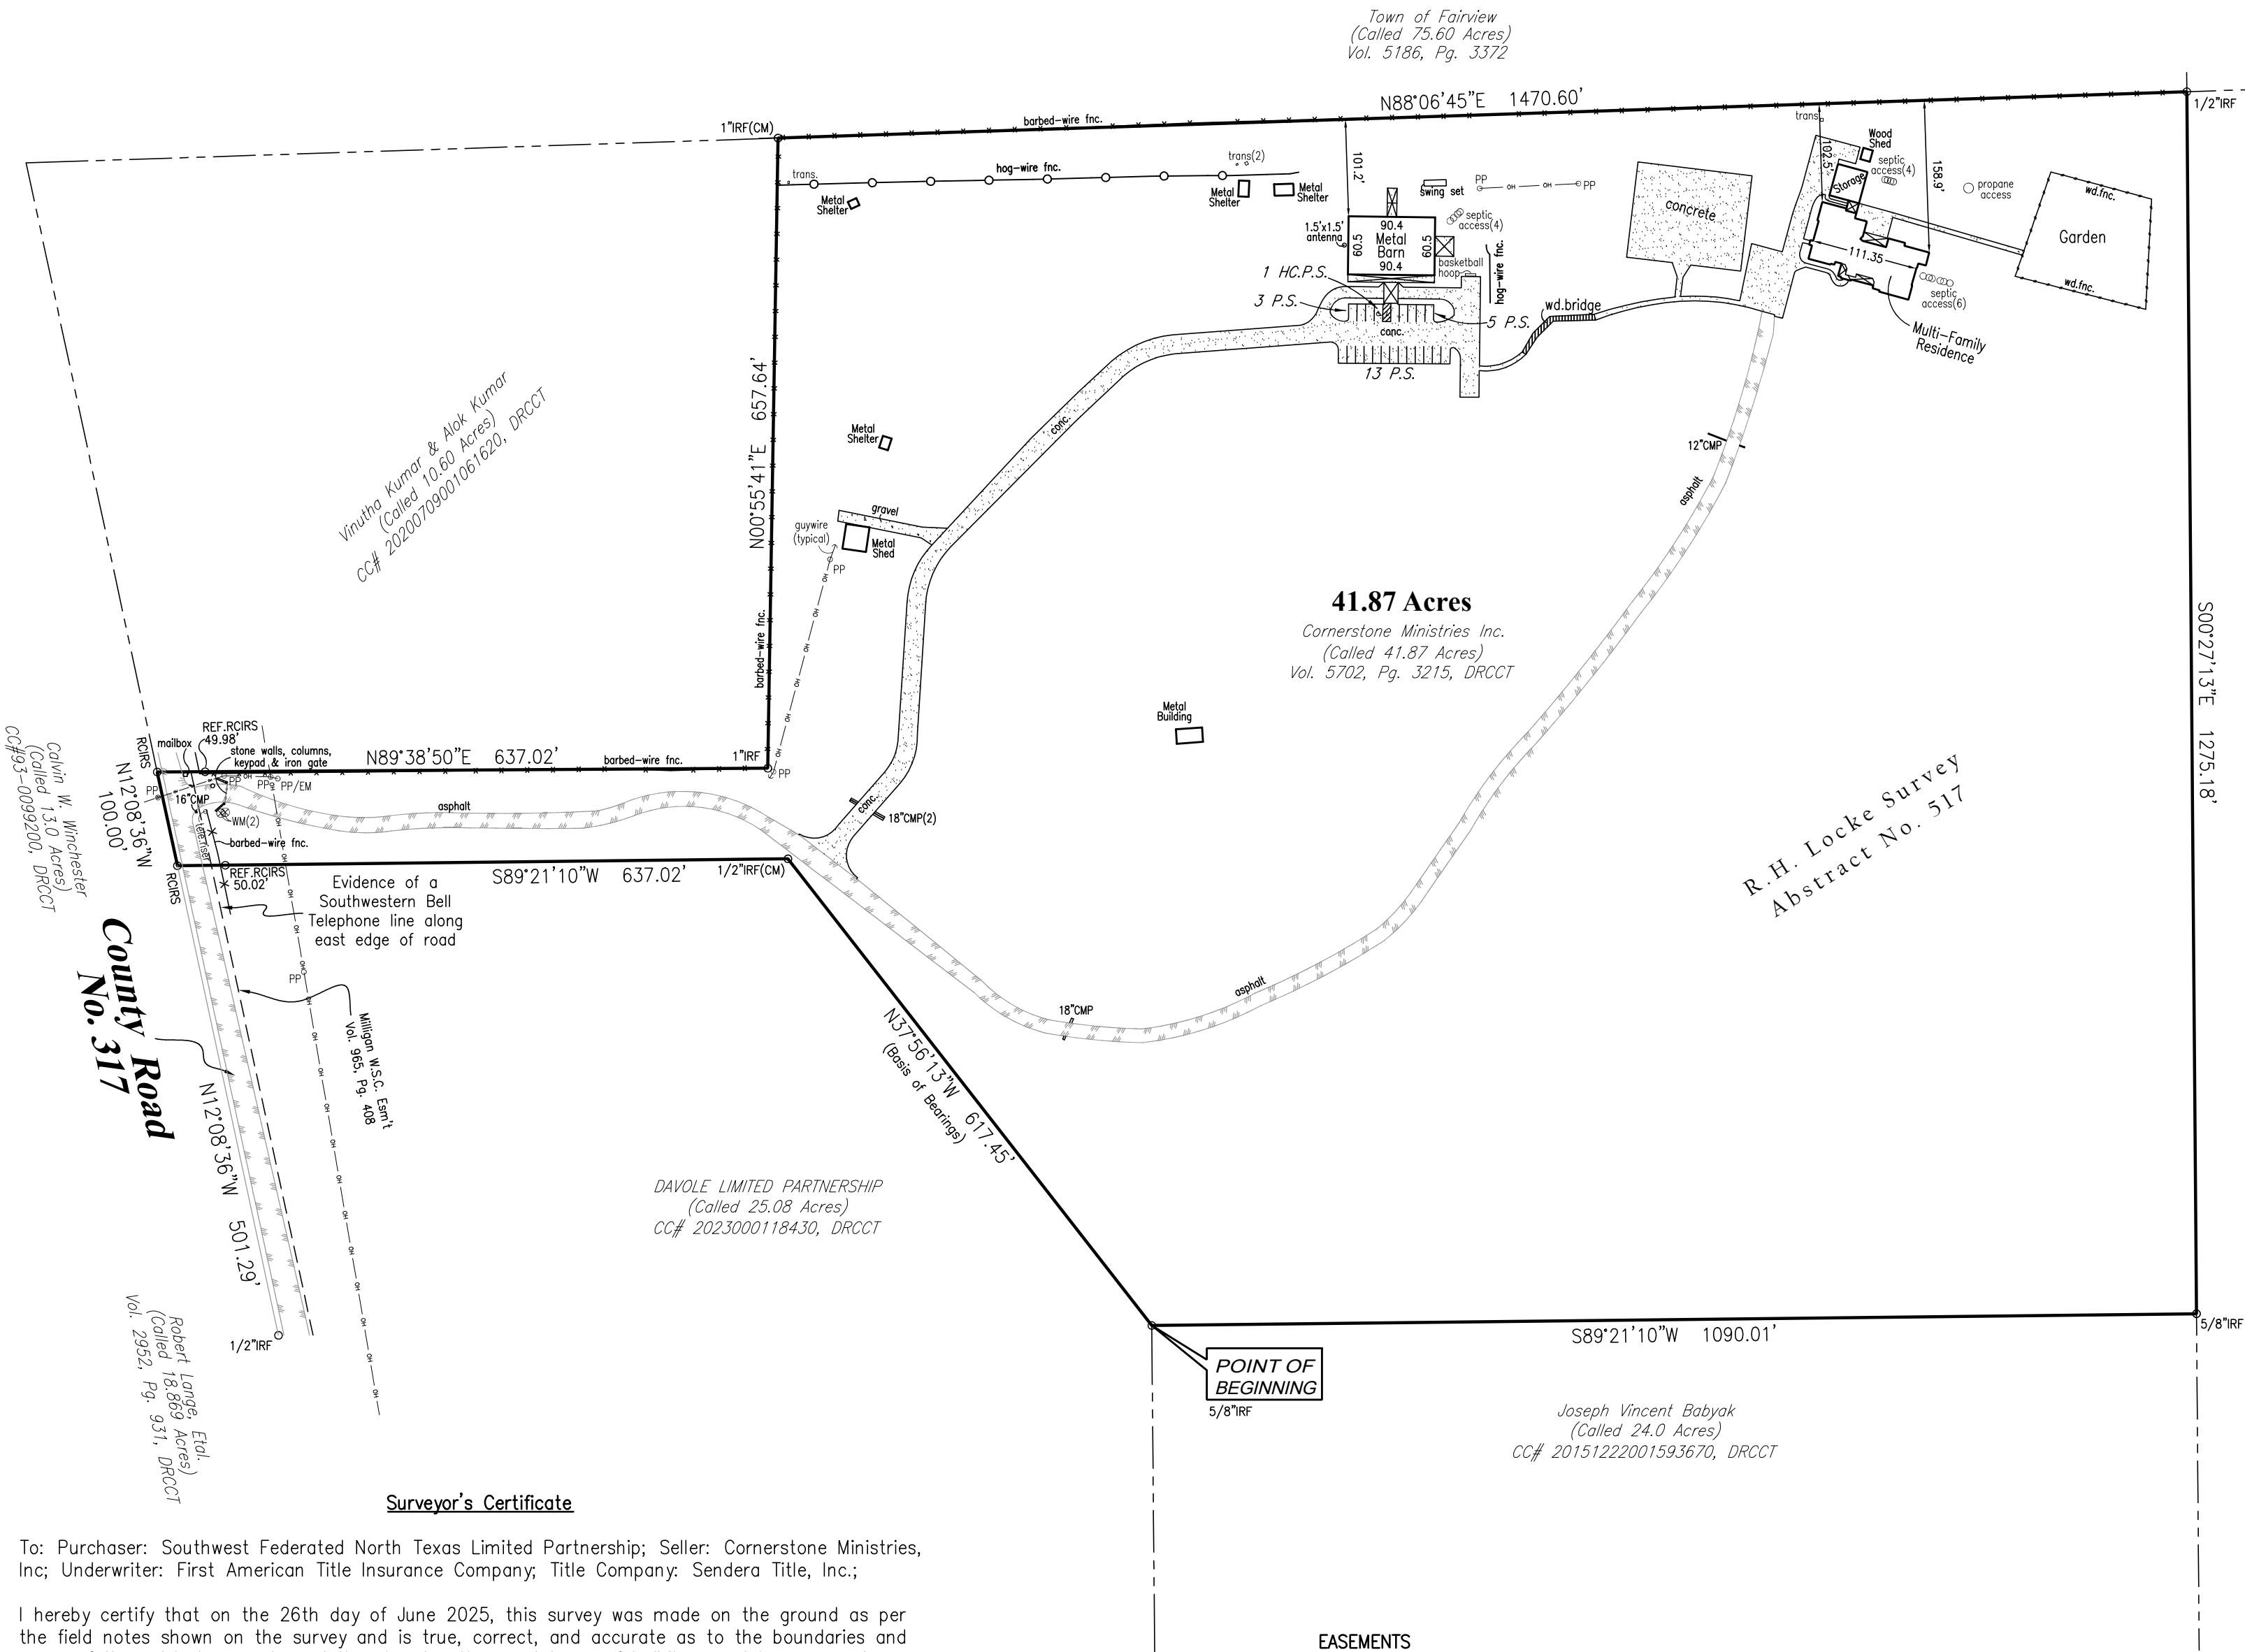 Town of Fairview
(Called 75.60 Acres)
Vol. 5186, Pg. 3372
N88°06'45"E 1470.60'
1"IRF(CM)
barbed-wire fnc.
1/2"IRF
trans.
hog-wire fnc.
trans(2)
Metal
Shelter
Metal
Shelter
Metal
Shelter
101.2'
swing set
PP
OH
OH
PP
trans.
102.5'
Wood
Shed
septic
access(4)
158.9'
propane
access
Storage
wd.fnc.
Garden
wd.fnc.
concrete
1.5'x1.5'
antenna
90.4
60.5
Metal
Barn
60.5
90.4
septic
access(4)
basketball
hoop
hog-wire fnc.
1 HC.P.S.
3 P.S.
5 P.S.
conc.
13 P.S.
wd.bridge
111.35
septic
access(6)
Multi-Family
Residence
N00°55'41"E 657.64'
barbed-wire fnc.
Vinutha Kumar & Alok Kumar
(Called 10.60 Acres)
CC# 20200709001061620, DRCCT
Metal
Shelter
conc.
gravel
guywire
(typical)
Metal
Shed
PP
12"CMP
asphalt
41.87 Acres
Cornerstone Ministries Inc.
(Called 41.87 Acres)
Vol. 5702, Pg. 3215, DRCCT
S00°27'13"E 1275.18'
Metal
Building
R.H. Locke Survey
Abstract No. 517
REF.RCIRS
49.98'
mailbox
stone walls, columns,
keypad & iron gate
RCIRS
N89°38'50"E 637.02'
barbed-wire fnc.
1"IRF
PP
PP
PP
PP
PP/EM
16"CMP
WM(2)
tele.riser
barbed-wire fnc.
asphalt
conc.
18"CMP(2)
N12°08'36"W
100.00'
RCIRS
REF.RCIRS
50.02'
S89°21'10"W 637.02'
1/2"IRF(CM)
Calvin W. Winchester
(Called 13.0 Acres)
CC#93-0009200, DRCCT
Evidence of a
Southwestern Bell
Telephone line along
east edge of road
County Road
No. 317
PP
Milligan W.S.C. Esm't
Vol. 965, Pg. 408
N12°08'36"W 501.29'
1/2"IRF
18"CMP
asphalt
N37°56'13"W 617.45'
(Basis of Bearings)
DAVOLE LIMITED PARTNERSHIP
(Called 25.08 Acres)
CC# 2023000118430, DRCCT
Robert Lange, Etal.
(Called 18.869 Acres)
Vol. 2952, Pg. 931, DRCCT
S89°21'10"W 1090.01'
5/8"IRF
POINT OF
BEGINNING
5/8"IRF
Joseph Vincent Babyak
(Called 24.0 Acres)
CC# 20151222001593670, DRCCT
Surveyor's Certificate
To: Purchaser: Southwest Federated North Texas Limited Partnership; Seller: Cornerstone Ministries,
Inc; Underwriter: First American Title Insurance Company; Title Company: Sendera Title, Inc.;
I hereby certify that on the 26th day of June 2025, this survey was made on the ground as per
the field notes shown on the survey and is true, correct, and accurate as to the boundaries and
EASEMENTS